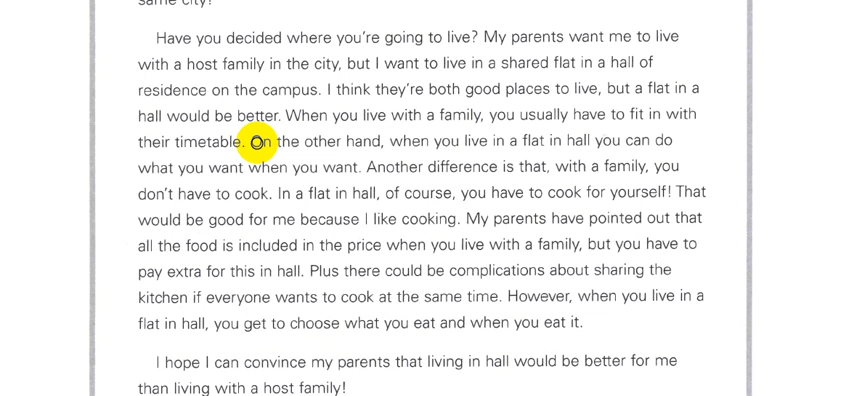 same city!
Have you decided where you're going to live? My parents want me to live
with a host family in the city, but I want to live in a shared flat in a hall of
residence on the campus. I think they're both good places to live, but a flat in a
hall would be better. When you live with a family, you usually have to fit in with
their timetable. On the other hand, when you live in a flat in hall you can do
what you want when you want. Another difference is that, with a family, you
don't have to cook. In a flat in hall, of course, you have to cook for yourself! That
would be good for me because I like cooking. My parents have pointed out that
all the food is included in the price when you live with a family, but you have to
pay extra for this in hall. Plus there could be complications about sharing the
kitchen if everyone wants to cook at the same time. However, when you live in a
flat in hall, you get to choose what you eat and when you eat it.
I hope I can convince my parents that living in hall would be better for me
than living with a host family!